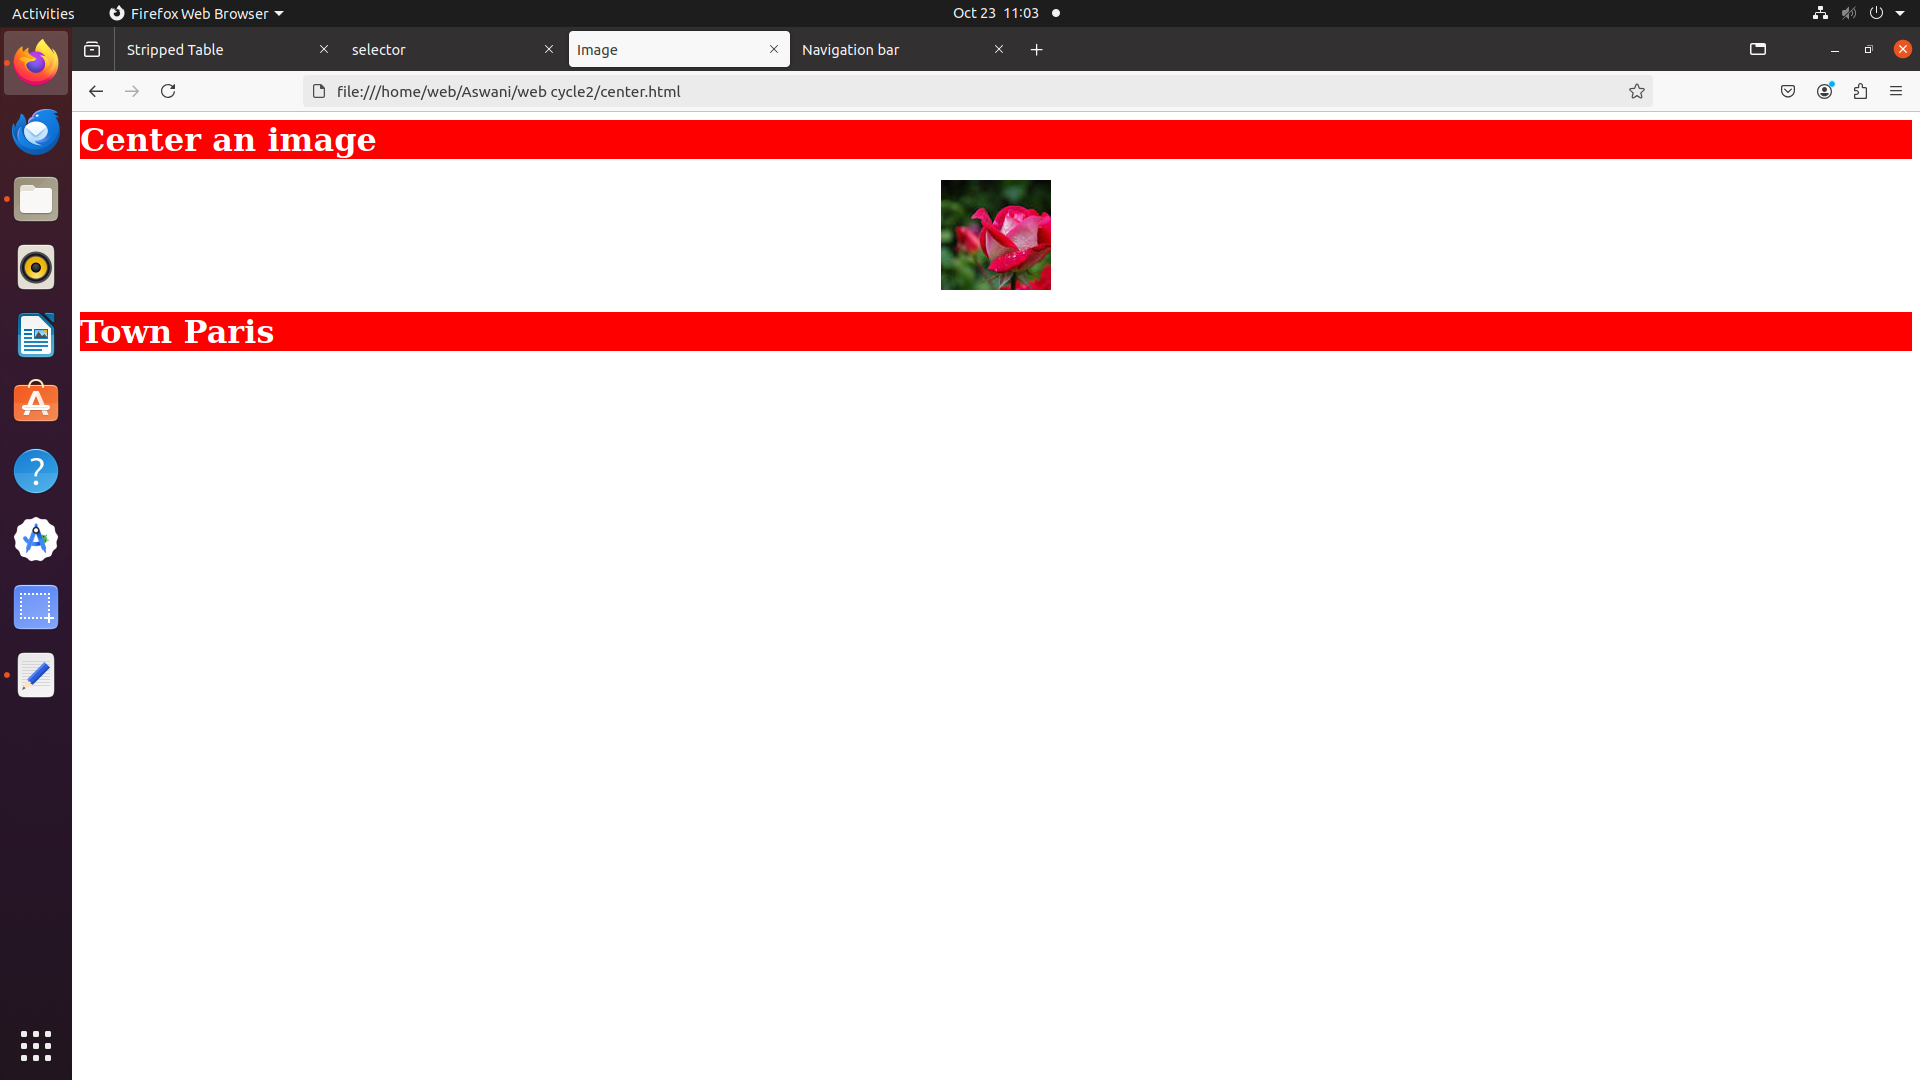 Activities Firefox Web Browser Oct 23 11:03
Stripped Table selector Image Navigation bar
file:///home/web/Aswani/web cycle2/center.html
Center an image
Town Paris